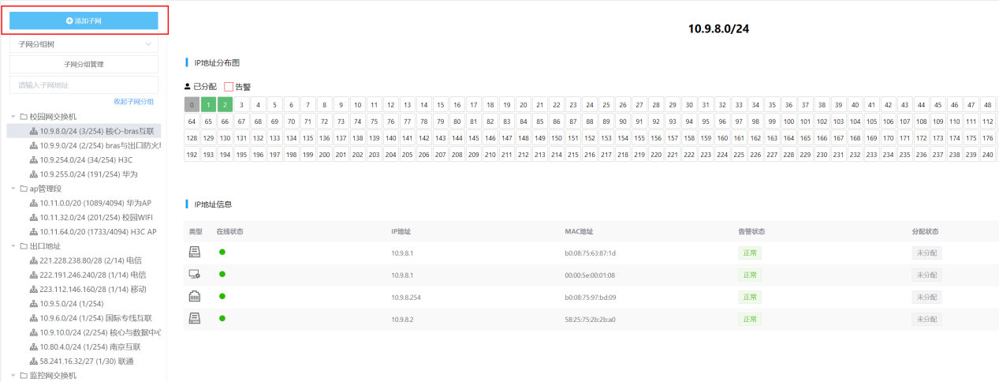 添加子网
子网分组树
子网分组管理
请输入子网地址
收起子网分组
校园网交换机
10.9.8.0/24 (3/254) 核心-bras互联
10.9.9.0/24 (2/254) bras与出口防火
10.9.254.0/24 (34/254) H3C
10.9.255.0/24 (191/254) 华为
ap管理段
10.11.0.0/20 (1089/4094) 华为AP
10.11.32.0/24 (201/254) 校园WIFI
10.11.64.0/20 (1733/4094) H3C AP
出口地址
221.228.238.80/28 (2/14) 电信
222.191.246.240/28 (1/14) 电信
223.112.146.160/28 (1/14) 移动
10.9.5.0/24 (1/254)
10.9.6.0/24 (1/254) 国际专线互联
10.9.10.0/24 (2/254) 核心与数据中心
10.80.4.0/24 (1/254) 南京互联
58.241.16.32/27 (1/30) 联通
监控网交换机
10.9.8.0/24
IP地址分布图
已分配 告警
0 1 2 3 4 5 6 7 8 9 10 11 12 13 14 15 16 17 18 19 20 21 22 23 24 25 26 27 28 29 30 31 32 33 34 35 36 37 38 39 40 41 42 43 44 45 46 47 48
64 65 66 67 68 69 70 71 72 73 74 75 76 77 78 79 80 81 82 83 84 85 86 87 88 89 90 91 92 93 94 95 96 97 98 99 100 101 102 103 104 105 106 107 108 109 110 111 112
128 129 130 131 132 133 134 135 136 137 138 139 140 141 142 143 144 145 146 147 148 149 150 151 152 153 154 155 156 157 158 159 160 161 162 163 164 165 166 167 168 169 170 171 172 173 174 175 176
192 193 194 195 196 197 198 199 200 201 202 203 204 205 206 207 208 209 210 211 212 213 214 215 216 217 218 219 220 221 222 223 224 225 226 227 228 229 230 231 232 233 234 235 236 237 238 239 240
IP地址信息
类型 在线状态 IP地址 MAC地址 告警状态 分配状态
10.9.8.1 b0:08:75:63:87:1d 正常 未分配
10.9.8.1 00:00:5e:00:01:08 正常 未分配
10.9.8.254 b0:08:75:97:bd:09 正常 未分配
10.9.8.2 58:25:75:2b:2b:a0 正常 未分配